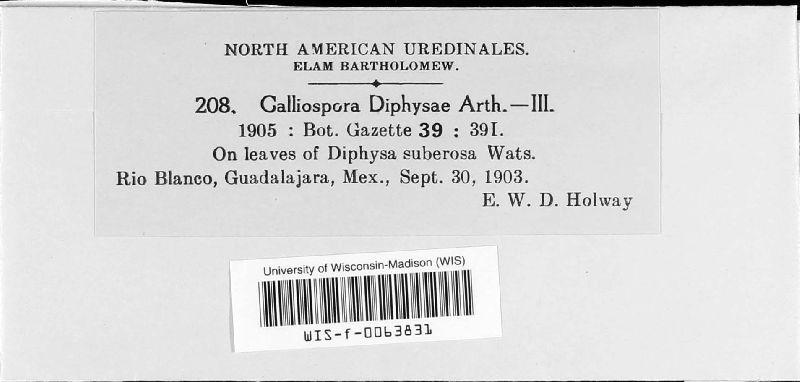 NORTH AMERICAN UREDINALES.
ELAM BARTHOLOMEW.
208. Calliospora Diphysae Arth.—III.
1905 : Bot. Gazette 39 : 391.
On leaves of Diphysa suberosa Wats.
Rio Blanco, Guadalajara, Mex., Sept. 30, 1903.
E. W. D. Holway
University of Wisconsin-Madison (WIS)
WIS-f-0063831